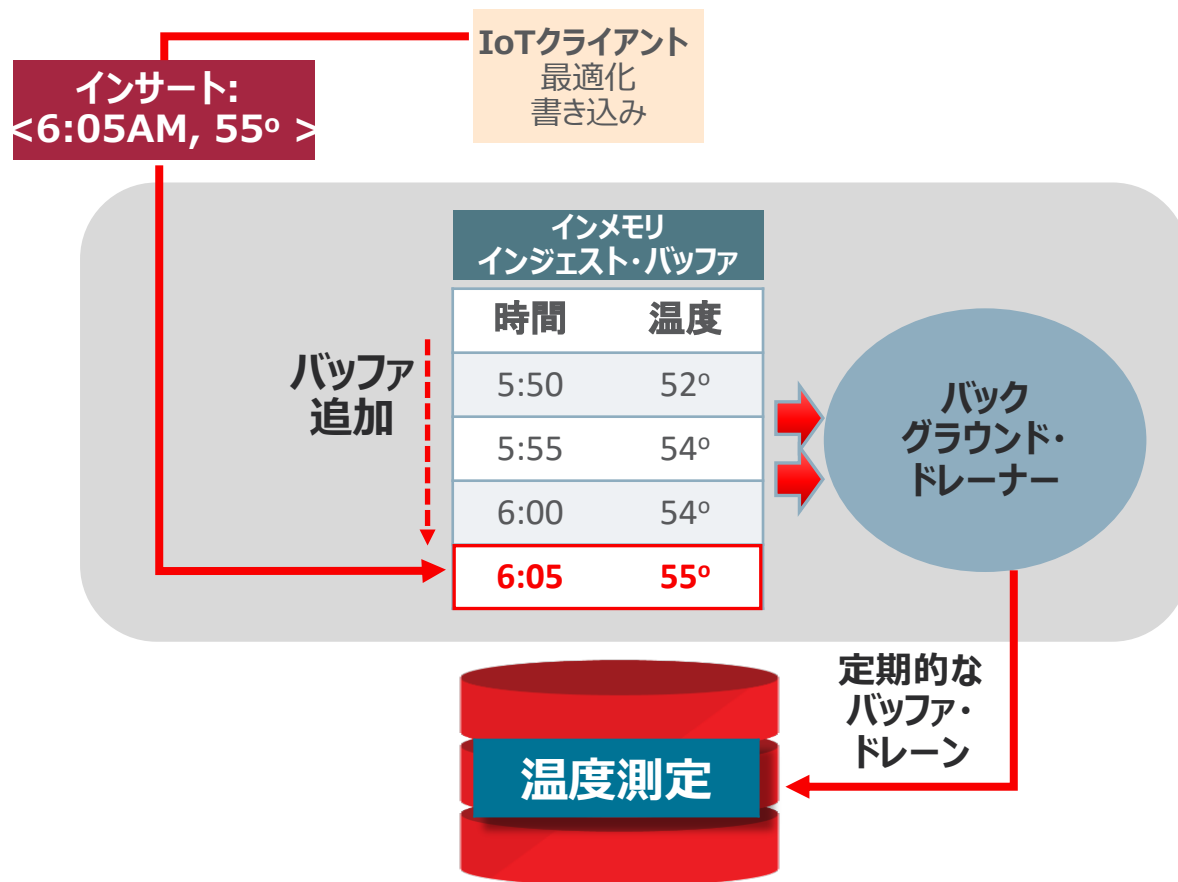 IoTクライアント
最適化
書き込み
インサート:
<6:05AM, 55º >
インメモリ
インジェスト・バッファ
時間 温度
5:50 52º
5:55 54º
6:00 54º
6:05 55º
バッファ
追加
バック
グラウンド・
ドレーナー
定期的な
バッファ・
ドレーン
温度測定